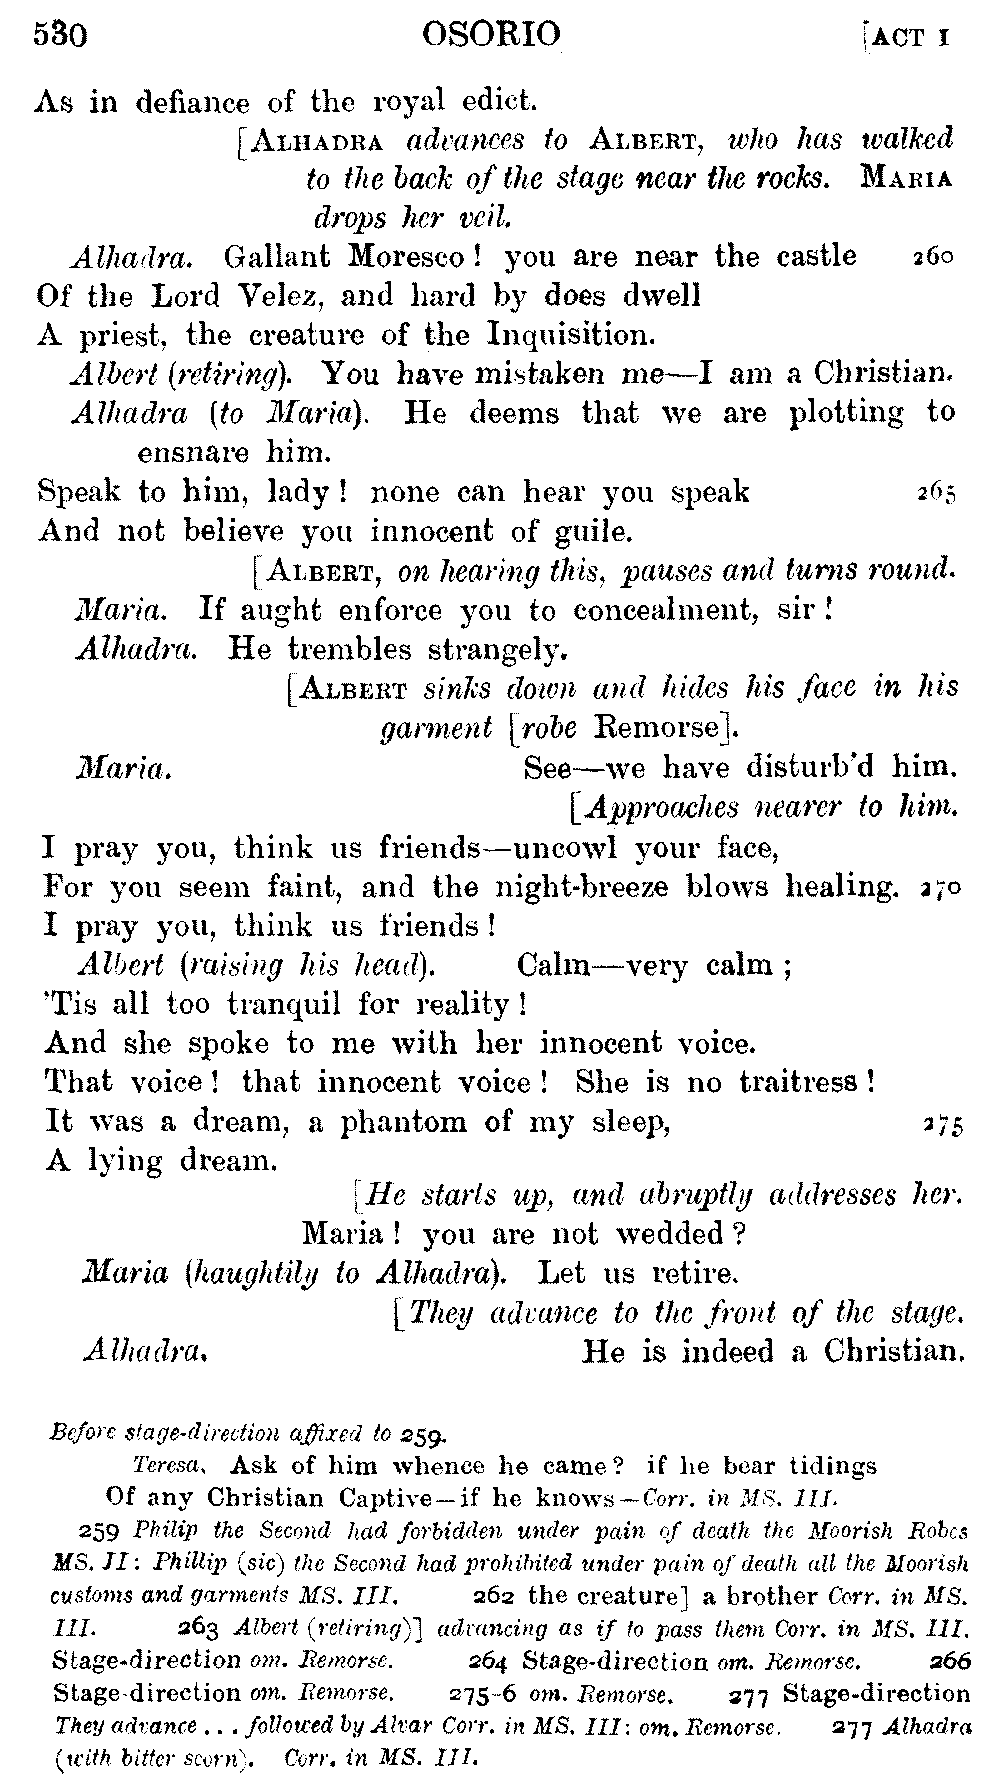 530 OSORIO [ACT I
As in defiance of the royal edict.
[ALHADRA advances to ALBERT, who has walked
to the back of the stage near the rocks. MARIA
drops her veil.
Alhadra. Gallant Moresco! you are near the castle 260
Of the Lord Velez, and hard by does dwell
A priest, the creature of the Inquisition.
Albert (retiring). You have mistaken me—I am a Christian.
Alhadra (to Maria). He deems that we are plotting to
ensnare him.
Speak to him, lady! none can hear you speak 265
And not believe you innocent of guile.
[ALBERT, on hearing this, pauses and turns round.
Maria. If aught enforce you to concealment, sir!
Alhadra. He trembles strangely.
[ALBERT sinks down and hides his face in his
garment [robe Remorse].
Maria. See—we have disturb'd him.
[Approaches nearer to him.
I pray you, think us friends—uncowl your face,
For you seem faint, and the night-breeze blows healing. 270
I pray you, think us friends!
Albert (raising his head). Calm—very calm;
'Tis all too tranquil for reality!
And she spoke to me with her innocent voice.
That voice! that innocent voice! She is no traitress!
It was a dream, a phantom of my sleep, 275
A lying dream.
[He starts up, and abruptly addresses her.
Maria! you are not wedded?
Maria (haughtily to Alhadra). Let us retire.
[They advance to the front of the stage.
Alhadra. He is indeed a Christian.
Before stage-direction affixed to 259.
Teresa. Ask of him whence he came? if he bear tidings
Of any Christian Captive—if he knows—Corr. in MS. III.
259 Philip the Second had forbidden under pain of death the Moorish Robes
MS. II: Phillip (sic) the Second had prohibited under pain of death all the Moorish
customs and garments MS. III. 262 the creature] a brother Corr. in MS.
III. 263 Albert (retiring)] advancing as if to pass them Corr. in MS. III.
Stage-direction om. Remorse. 264 Stage-direction om. Remorse. 266
Stage-direction om. Remorse. 275-6 om. Remorse. 277 Stage-direction
They advance . . . followed by Alvar Corr. in MS. III: om. Remorse. 277 Alhadra
(with bitter scorn). Corr. in MS. III.